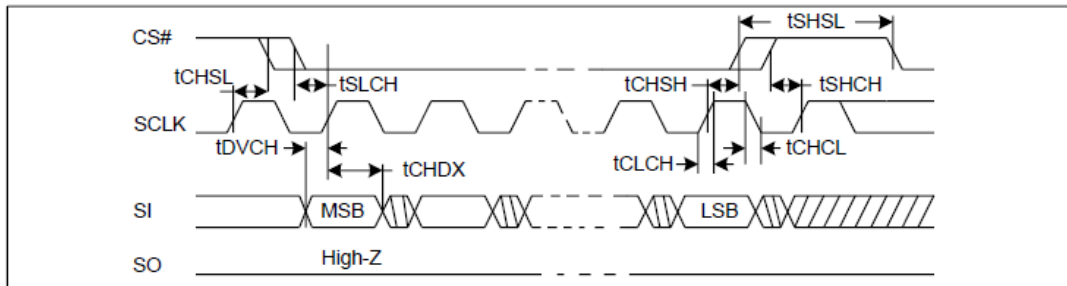 tSHSL
CS#
tCHSL
tSLCH
tCHSH
tSHCH
SCLK
tDVCH
tCHDX
tCLCH
tCHCL
SI
MSB
LSB
High-Z
SO